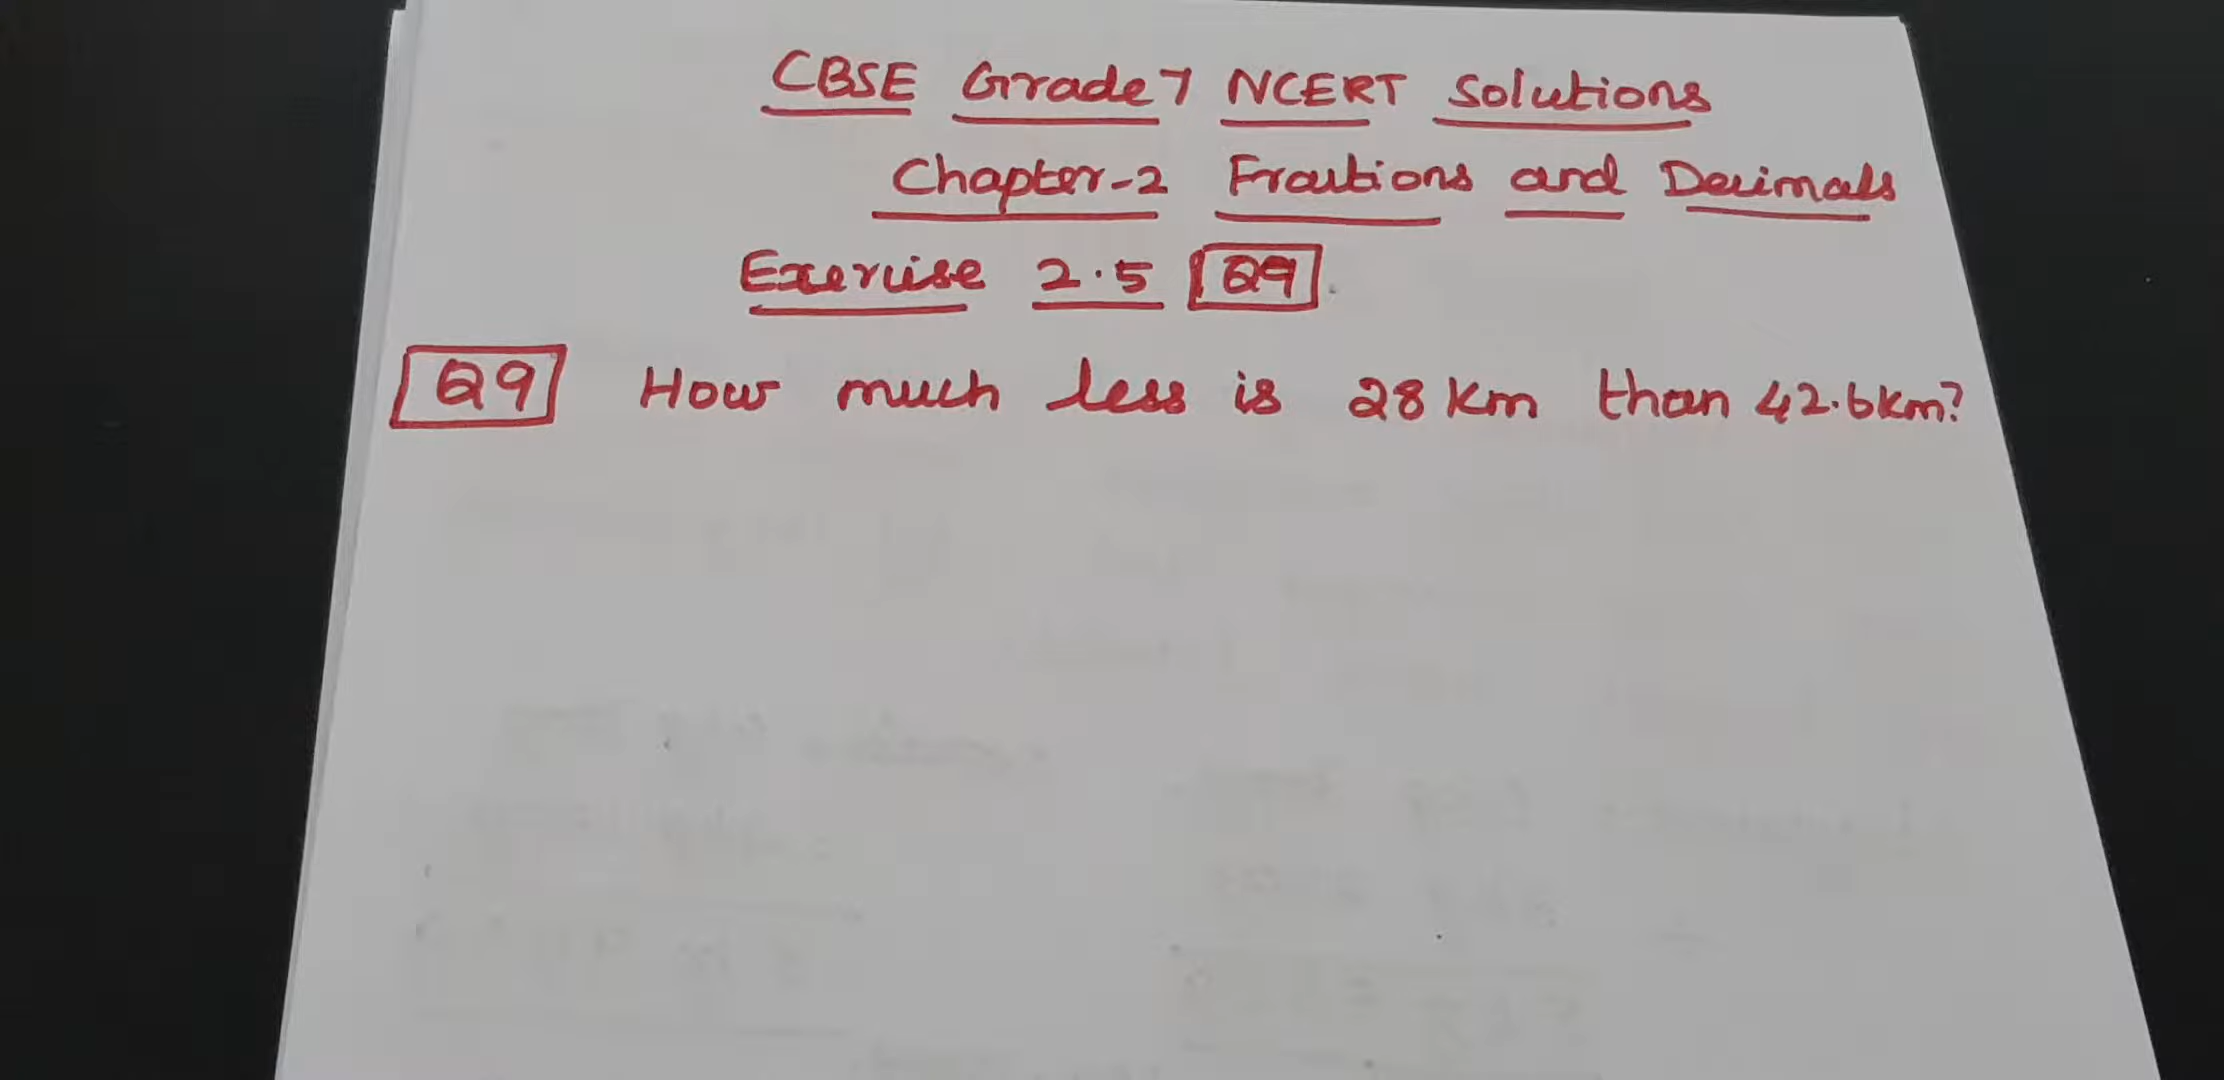 CBSE Grade 7 NCERT Solutions
Chapter-2 Fractions and Decimals
Exercise 2.5 Q9.
Q9 How much less is 28 km than 42.6 km?